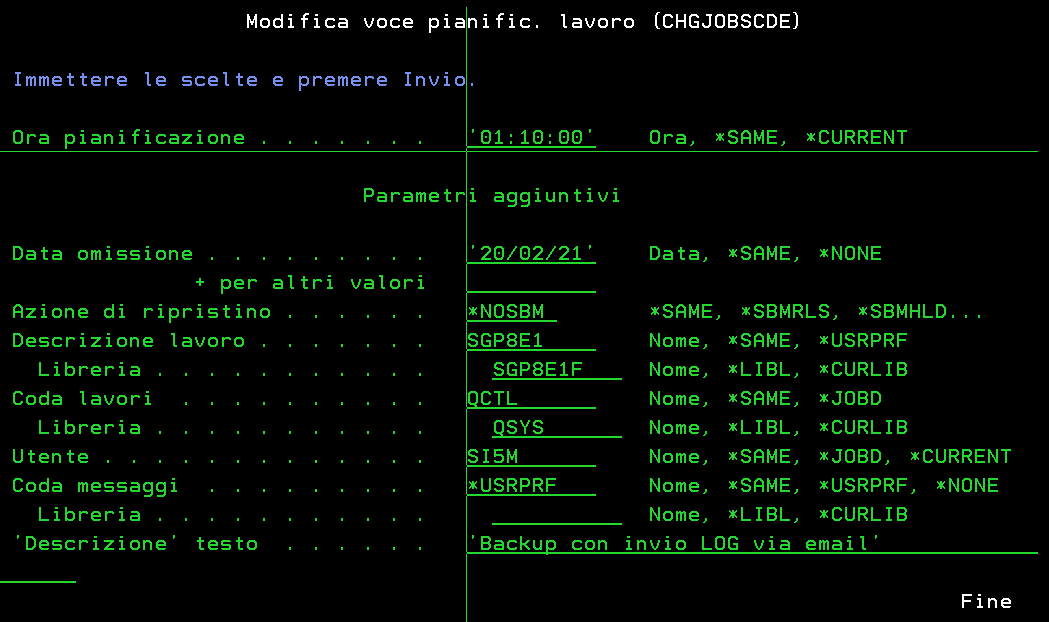 Modifica voce pianific. lavoro (CHGJOBSCDE)
Immettere le scelte e premere Invio.
Ora pianificazione . . . . . . . '01:10:00' Ora, *SAME, *CURRENT
Parametri aggiuntivi
Data omissione . . . . . . . . . '20/02/21' Data, *SAME, *NONE
+ per altri valori
Azione di ripristino . . . . . . *NOSBM *SAME, *SBMRLS, *SBMHLD...
Descrizione lavoro . . . . . . . SGP8E1 Nome, *SAME, *USRPRF
Libreria . . . . . . . . . . . SGP8E1F Nome, *LIBL, *CURLIB
Coda lavori . . . . . . . . . . QCTL Nome, *SAME, *JOBD
Libreria . . . . . . . . . . . QSYS Nome, *LIBL, *CURLIB
Utente . . . . . . . . . . . . . SI5M Nome, *SAME, *JOBD, *CURRENT
Coda messaggi . . . . . . . . . *USRPRF Nome, *SAME, *USRPRF, *NONE
Libreria . . . . . . . . . . . Nome, *LIBL, *CURLIB
'Descrizione' testo . . . . . . 'Backup con invio LOG via email'
Fine